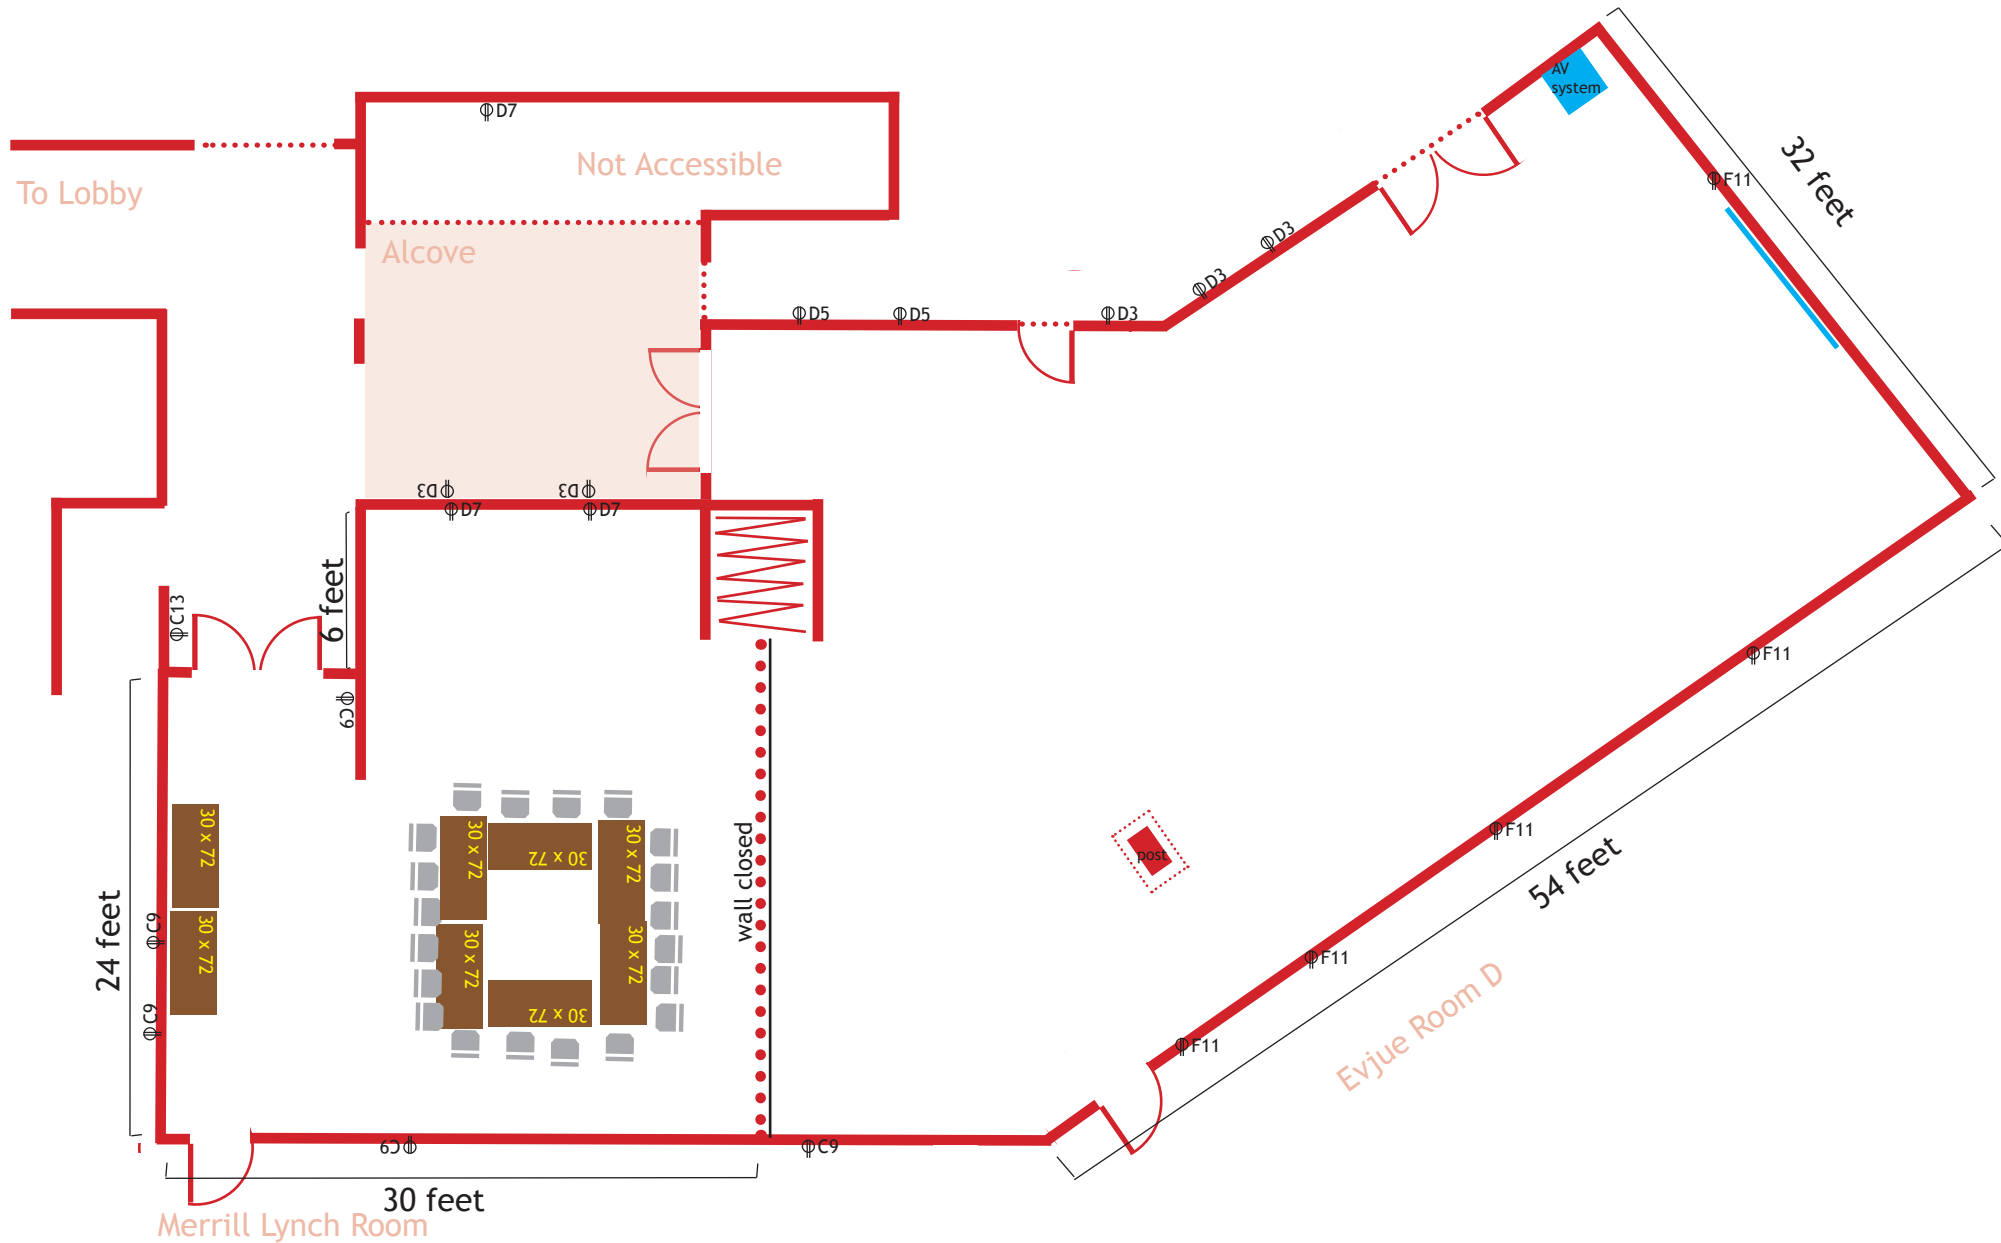 AV
system
D7
Not Accessible
To Lobby
32 feet
F11
Alcove
D3
D3
D5
D5
D3
D3
D3
D7
D7
6 feet
C13
F11
C9
30 x 72
30 x 72
30 x 72
30 x 72
wall closed
post
F11
54 feet
24 feet
C9
30 x 72
30 x 72
30 x 72
30 x 72
F11
Evjue Room D
C9
F11
C9
C9
30 feet
Merrill Lynch Room